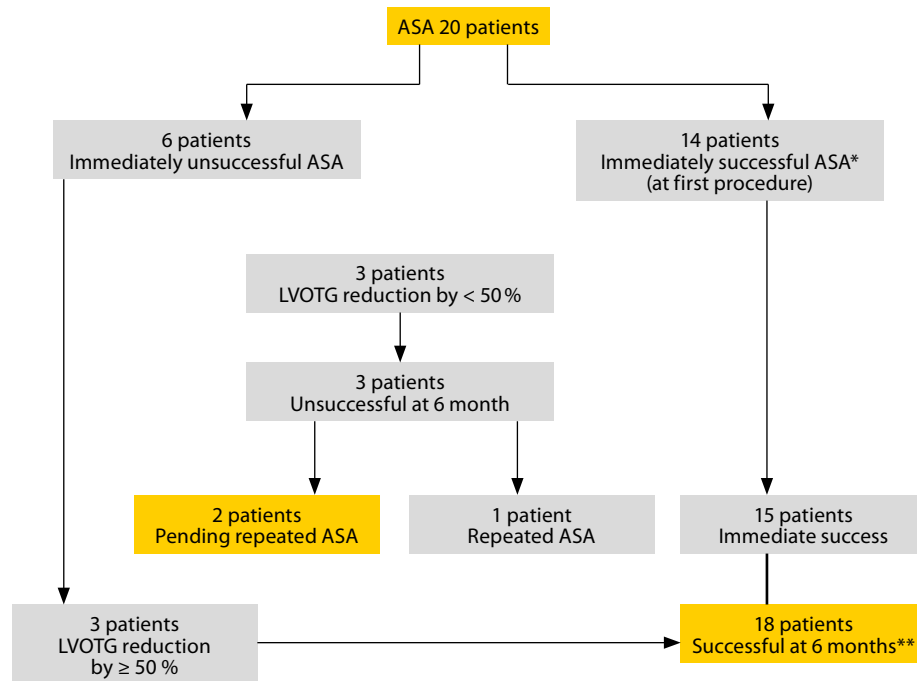 ASA 20 patients
6 patients
Immediately unsuccessful ASA
14 patients
Immediately successful ASA*
(at first procedure)
3 patients
LVOTG reduction by < 50 %
3 patients
Unsuccessful at 6 month
2 patients
Pending repeated ASA
1 patient
Repeated ASA
15 patients
Immediate success
3 patients
LVOTG reduction
by ≥ 50 %
18 patients
Successful at 6 months**